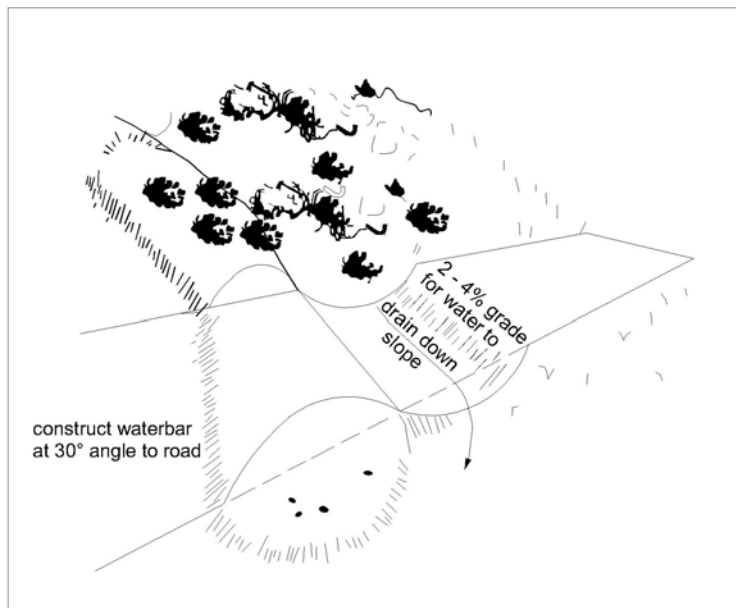 2 - 4% grade
for water to
drain down
slope
construct waterbar
at 30° angle to road